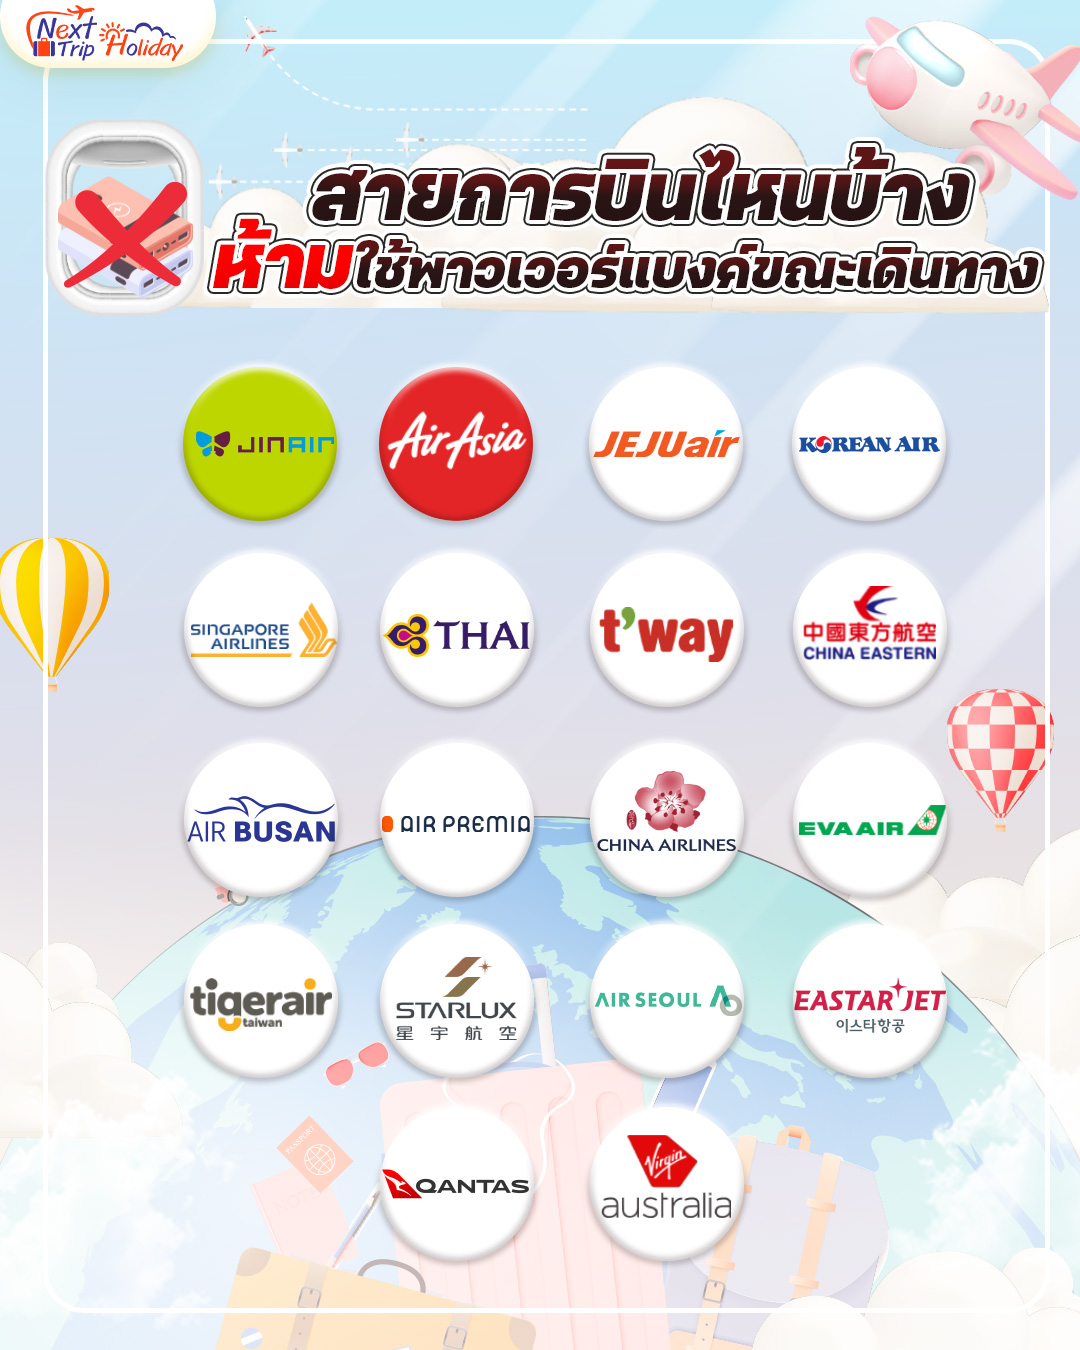 Next
Trip Holiday
สายการบินไหนบ้าง
ห้ามใช้พาวเวอร์แบงค์ขณะเดินทาง
JINAIR
AirAsia
JEJUair
KOREAN AIR
SINGAPORE
AIRLINES
THAI
t'way
中國東方航空
CHINA EASTERN
AIR BUSAN
AIR PREMIA
CHINA AIRLINES
EVA AIR
tigerair
taiwan
STARLUX
星宇航空
AIR SEOUL
EASTAR JET
이스타항공
PASSPORT
QANTAS
Virgin
australia